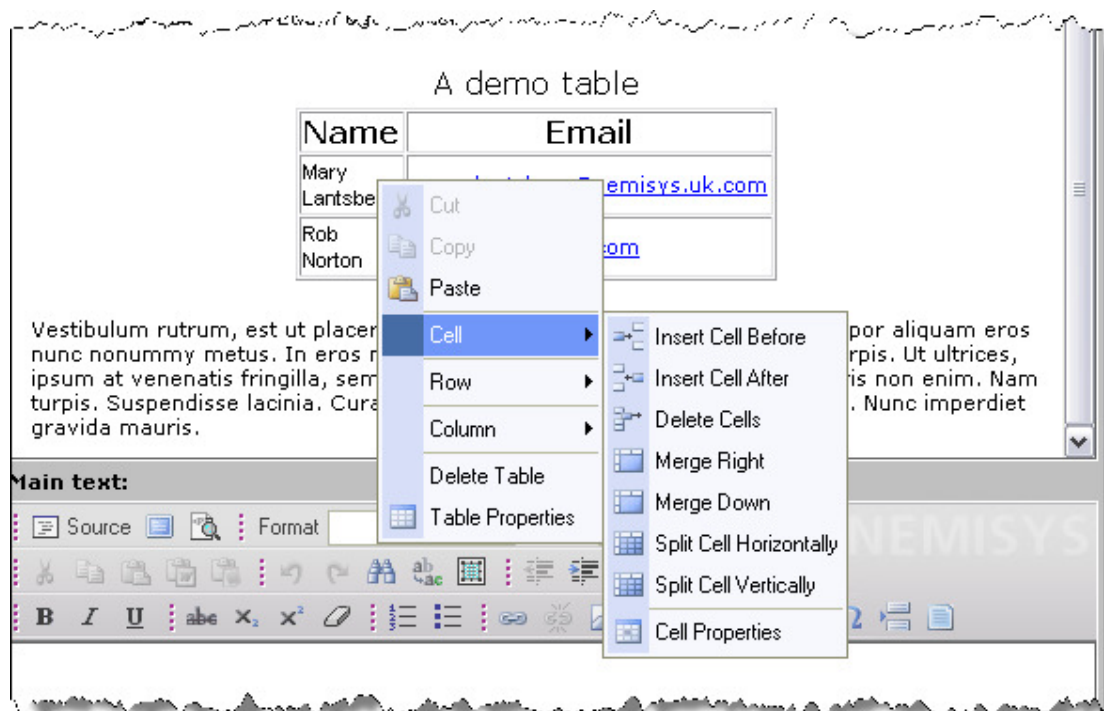 A demo table
Name Email
Mary
Lantsbe emisys.uk.com
Rob
Norton com
Cut
Copy
Paste
Cell
Row
Column
Delete Table
Table Properties
Insert Cell Before
Insert Cell After
Delete Cells
Merge Right
Merge Down
Split Cell Horizontally
Split Cell Vertically
Cell Properties
Vestibulum rutrum, est ut placer por aliquam eros
nunc nonummy metus. In eros rpis. Ut ultrices,
ipsum at venenatis fringilla, sem is non enim. Nam
turpis. Suspendisse lacinia. Cura . Nunc imperdiet
gravida mauris.
Main text:
Source Format
NEMISYS